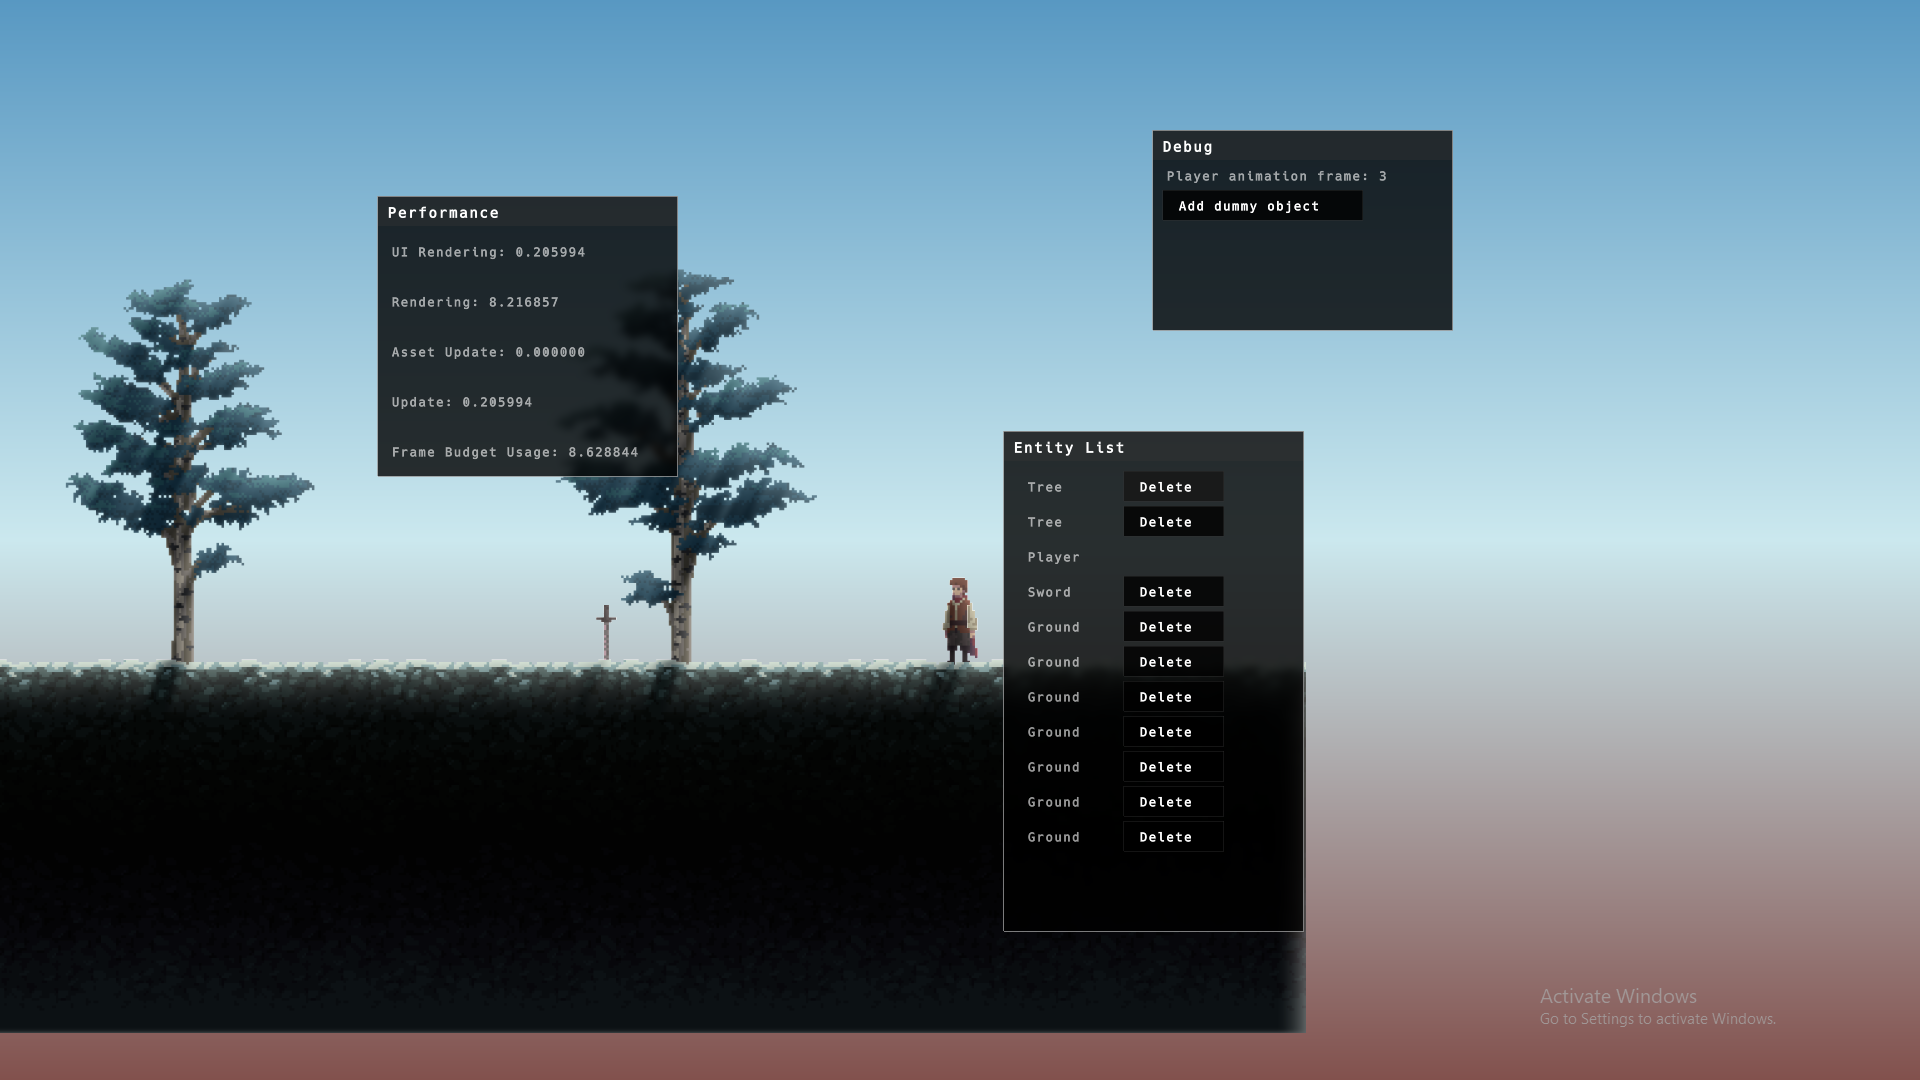 Performance
UI Rendering: 0.205994
Rendering: 8.216857
Asset Update: 0.000000
Update: 0.205994
Frame Budget Usage: 8.628844
Debug
Player animation frame: 3
Add dummy object
Entity List
Tree Delete
Tree Delete
Player
Sword Delete
Ground Delete
Ground Delete
Ground Delete
Ground Delete
Ground Delete
Ground Delete
Ground Delete
Activate Windows
Go to Settings to activate Windows.